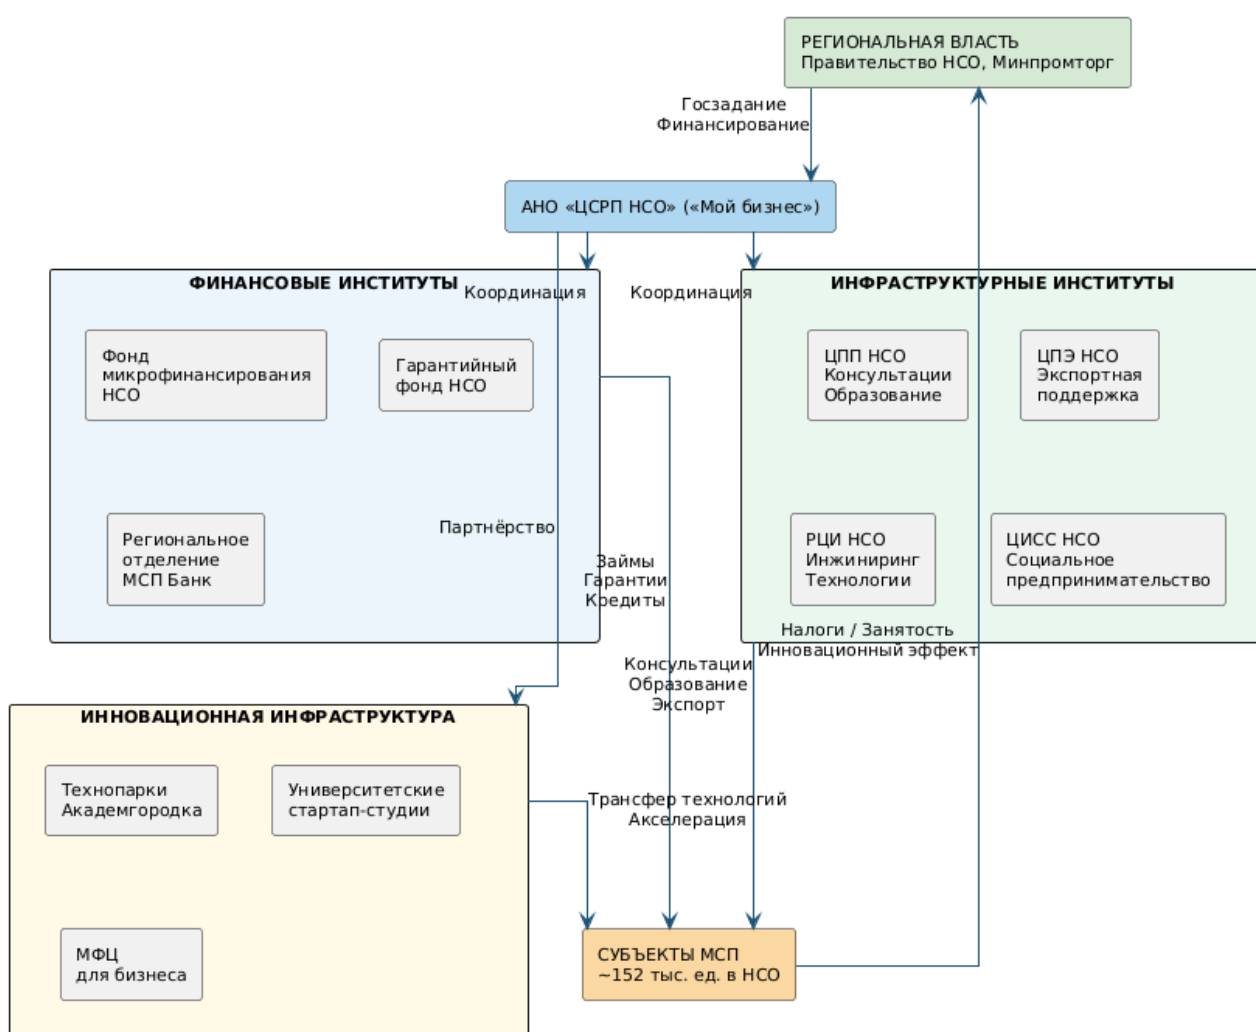 РЕГИОНАЛЬНАЯ ВЛАСТЬ
Правительство НСО, Минпромторг
Госзадание
Финансирование
АНО «ЦСРП НСО» («Мой бизнес»)
ФИНАНСОВЫЕ ИНСТИТУТЫ
Координация
Координация
ИНФРАСТРУКТУРНЫЕ ИНСТИТУТЫ
Фонд
микрофинансирования
НСО
Гарантийный
фонд НСО
ЦПП НСО
Консультации
Образование
ЦПЭ НСО
Экспортная
поддержка
Региональное
отделение
МСП Банк
Партнёрство
Займы
Гарантии
Кредиты
РЦИ НСО
Инжиниринг
Технологии
ЦИСС НСО
Социальное
предпринимательство
Налоги / Занятость
Инновационный эффект
Консультации
Образование
Экспорт
ИННОВАЦИОННАЯ ИНФРАСТРУКТУРА
Технопарки
Академгородка
Университетские
стартап-студии
Трансфер технологий
Акселерация
МФЦ
для бизнеса
СУБЪЕКТЫ МСП
~152 тыс. ед. в НСО